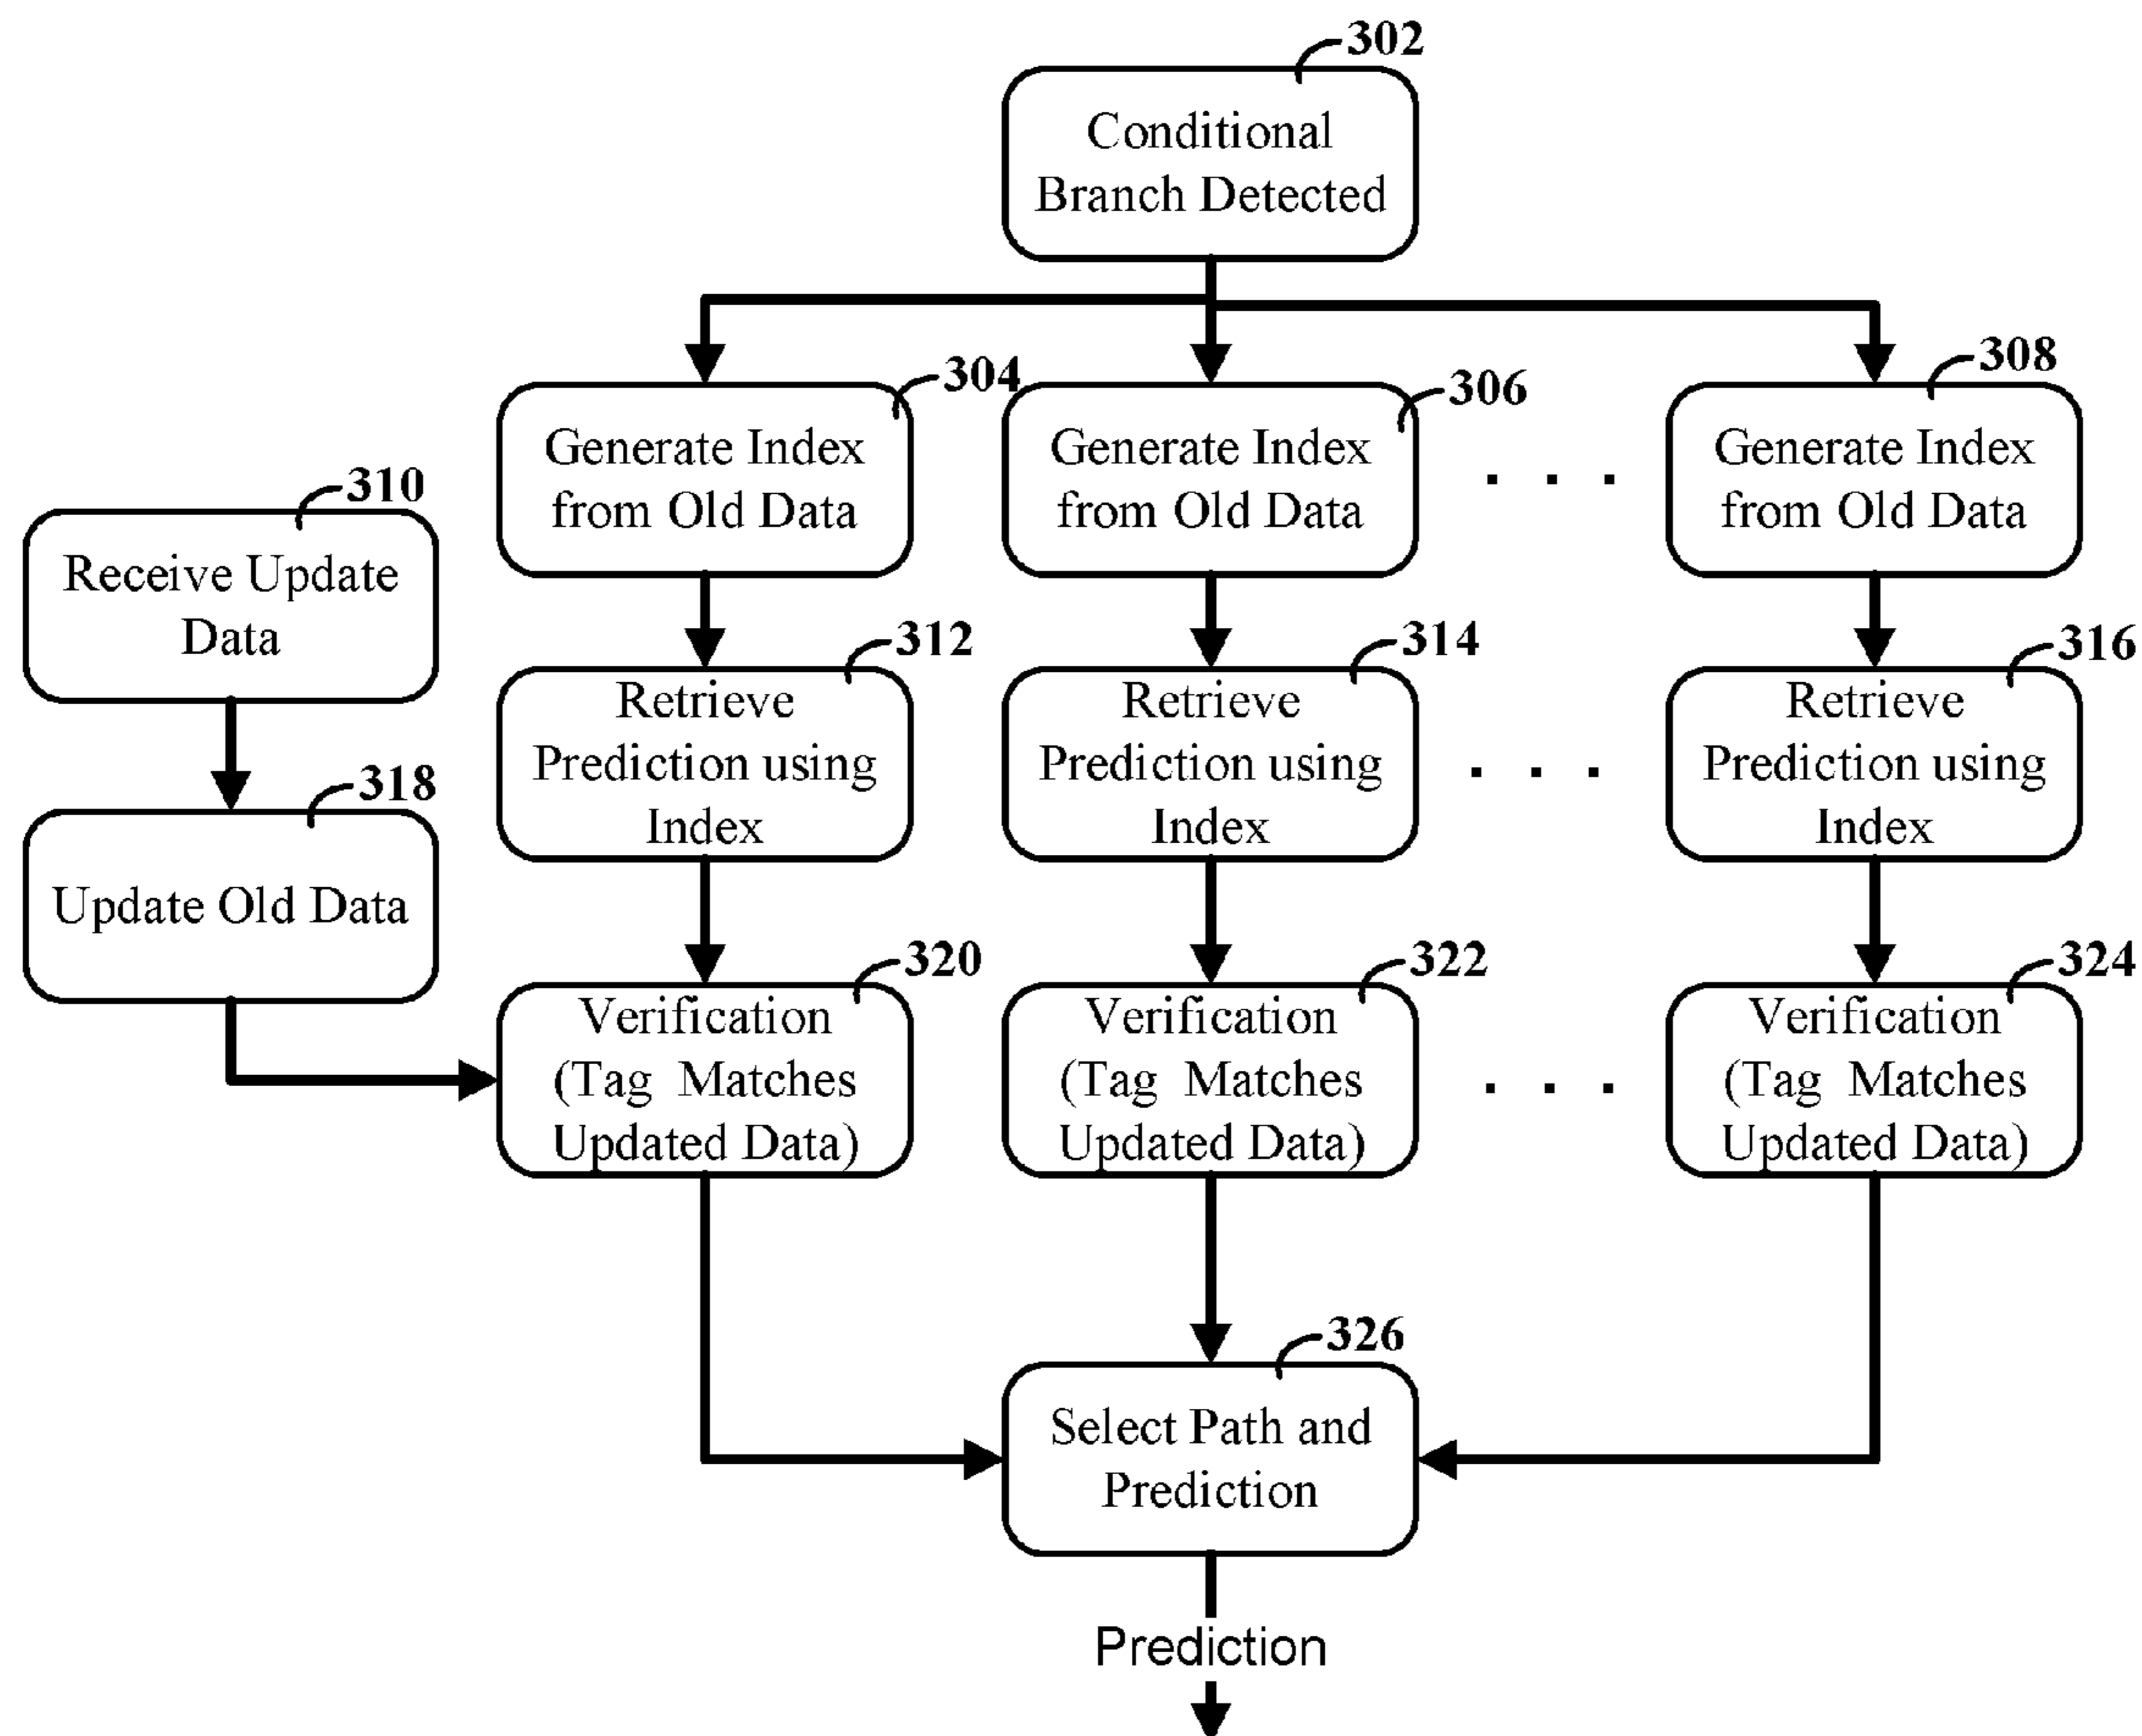 302
Conditional
Branch Detected
304
306
308
Generate Index
from Old Data
Generate Index
from Old Data
. . .
Generate Index
from Old Data
310
Receive Update
Data
312
314
316
Retrieve
Prediction using
Index
Retrieve
Prediction using
Index
. . .
Retrieve
Prediction using
Index
318
Update Old Data
320
322
324
Verification
(Tag Matches
Updated Data)
Verification
(Tag Matches
Updated Data)
. . .
Verification
(Tag Matches
Updated Data)
326
Select Path and
Prediction
Prediction